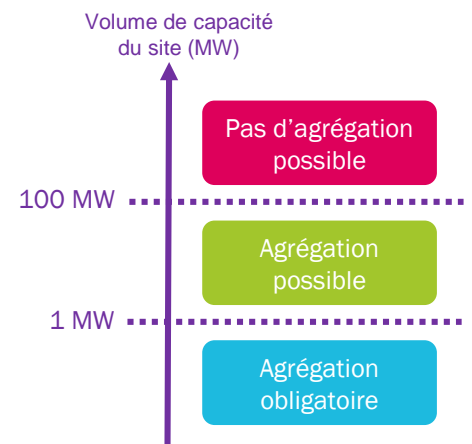 Volume de capacité
du site (MW)
Pas d'agrégation
possible
100 MW
Agrégation
possible
1 MW
Agrégation
obligatoire